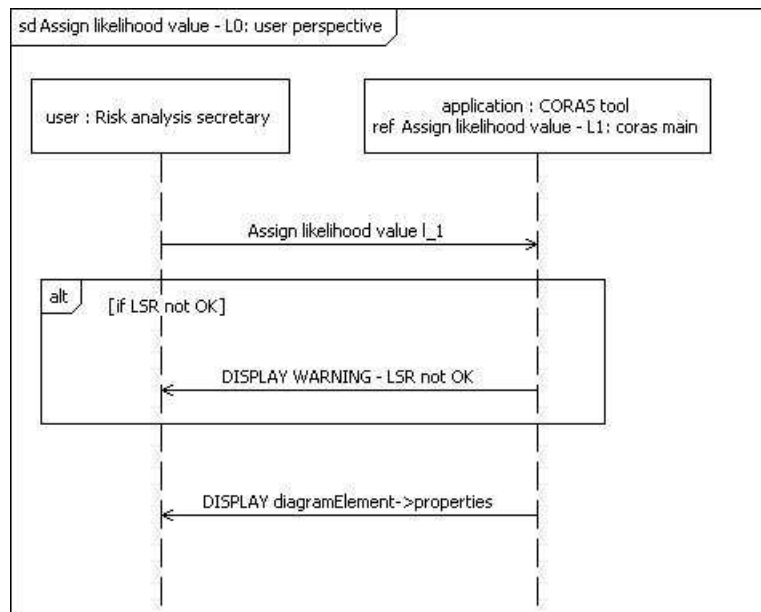 sd Assign likelihood value - L0: user perspective
user : Risk analysis secretary
application : CORAS tool
ref Assign likelihood value - L1: coras main
Assign likelihood value l_1
alt
[if LSR not OK]
DISPLAY WARNING - LSR not OK
DISPLAY diagramElement->properties